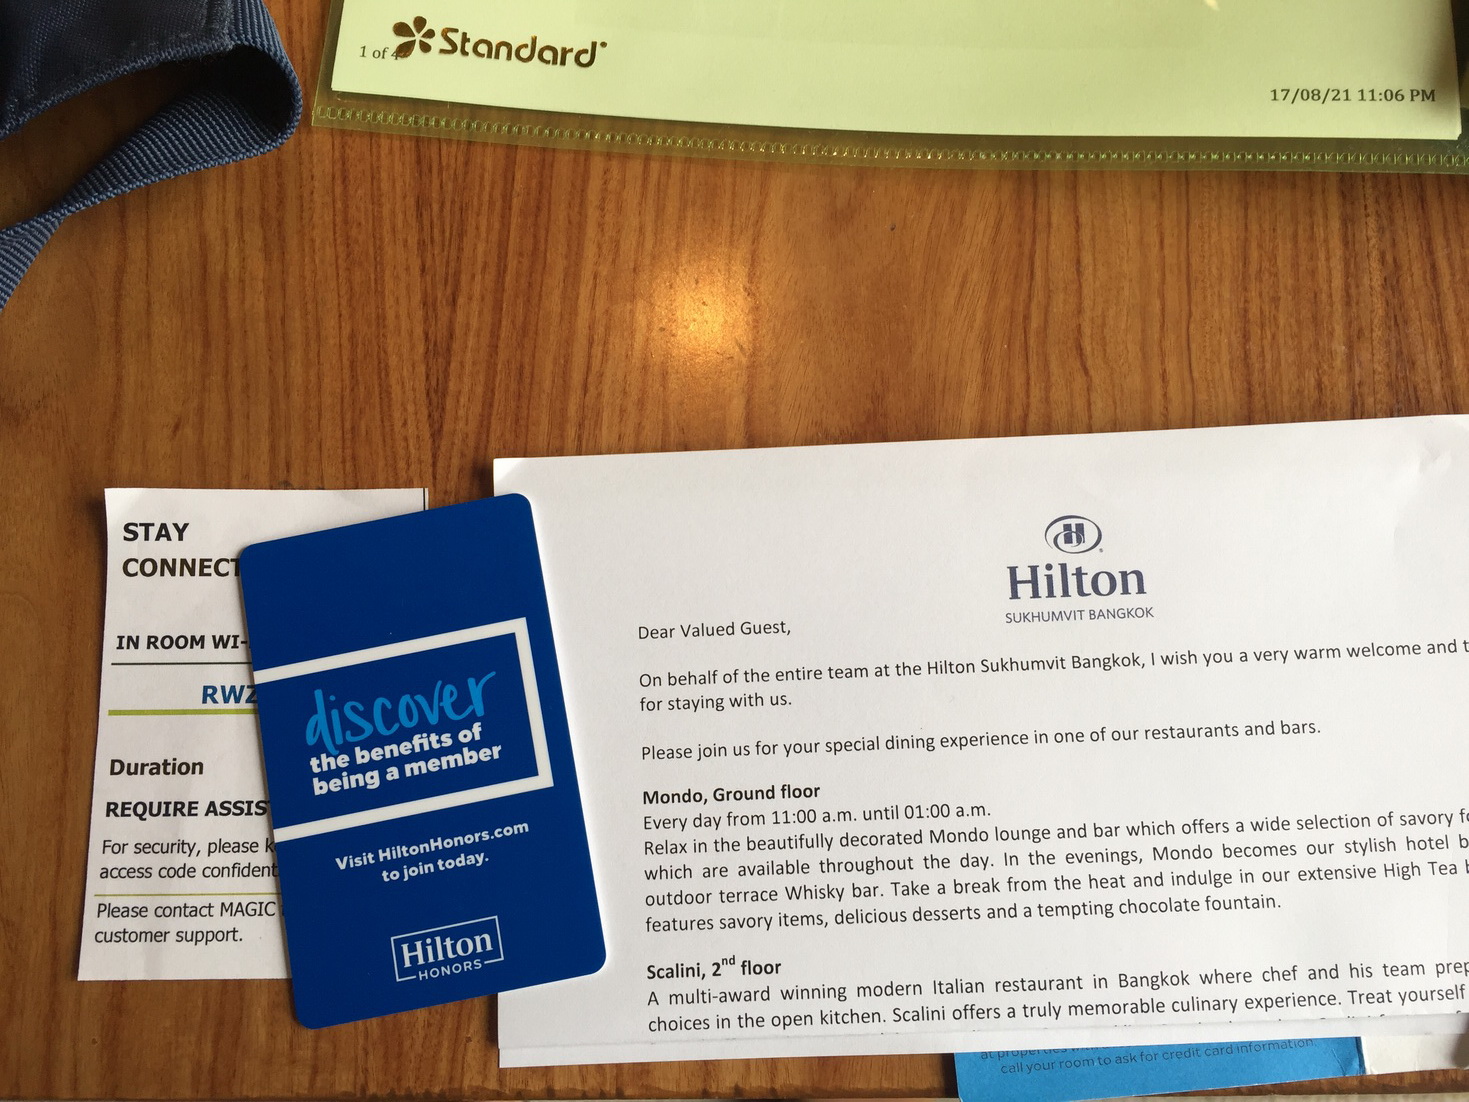 1 of 4
Standard
17/08/21 11:06 PM
STAY
CONNECT
IN ROOM WI-
RWZ
Duration
REQUIRE ASSIS
For security, please k
access code confident
Please contact MAGIC
customer support.
discover
the benefits of
being a member
Visit HiltonHonors.com
to join today.
Hilton
HONORS
H
Hilton
SUKHUMVIT BANGKOK
Dear Valued Guest,
On behalf of the entire team at the Hilton Sukhumvit Bangkok, I wish you a very warm welcome and t
for staying with us.
Please join us for your special dining experience in one of our restaurants and bars.
Mondo, Ground floor
Every day from 11:00 a.m. until 01:00 a.m.
Relax in the beautifully decorated Mondo lounge and bar which offers a wide selection of savory fo
which are available throughout the day. In the evenings, Mondo becomes our stylish hotel b
outdoor terrace Whisky bar. Take a break from the heat and indulge in our extensive High Tea b
features savory items, delicious desserts and a tempting chocolate fountain.
Scalini, 2nd floor
A multi-award winning modern Italian restaurant in Bangkok where chef and his team prep
choices in the open kitchen. Scalini offers a truly memorable culinary experience. Treat yourself
at properties
call your room to ask for credit card information.